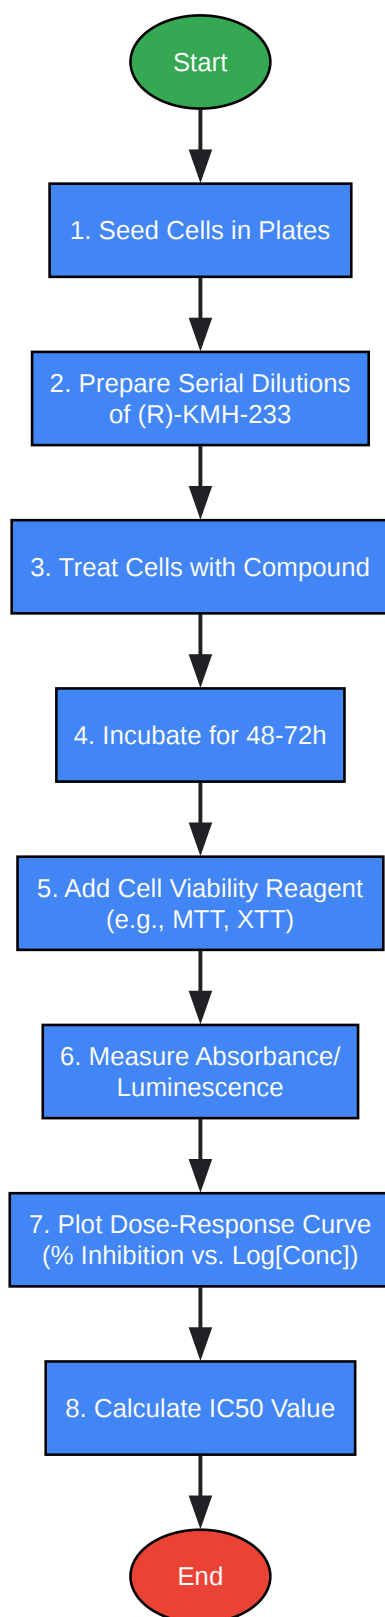 Start
1. Seed Cells in Plates
2. Prepare Serial Dilutions
of (R)-KMH-233
3. Treat Cells with Compound
4. Incubate for 48-72h
5. Add Cell Viability Reagent
(e.g., MTT, XTT)
6. Measure Absorbance/
Luminescence
7. Plot Dose-Response Curve
(% Inhibition vs. Log[Conc])
8. Calculate IC50 Value
End